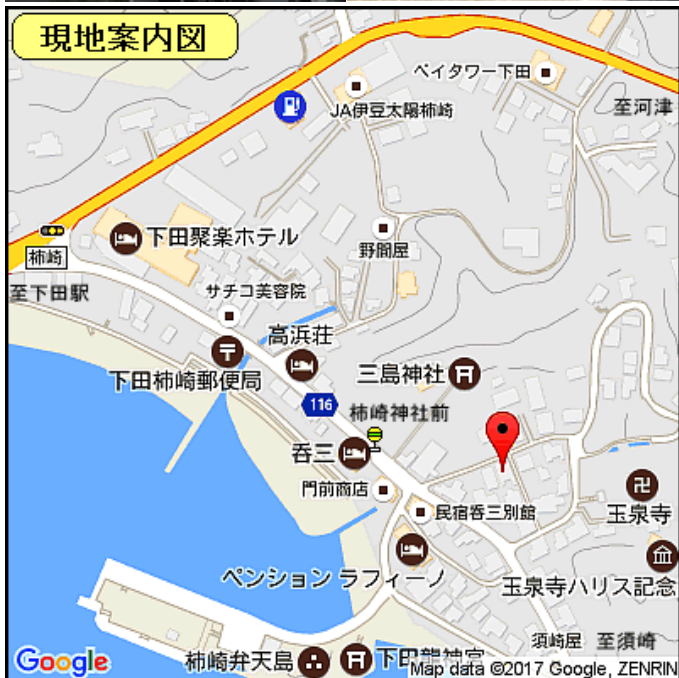 現地案内図
ベイタワー下田
JA伊豆太陽柿崎
至河津
下田聚楽ホテル
野間屋
柿崎
至下田駅
サチコ美容院
高浜荘
下田柿崎郵便局
三島神社
116
柿崎神社前
呑三
門前商店
民宿呑三別館
玉泉寺
ペンション ラフィーノ
玉泉寺ハリス記念
須崎屋
至須崎
柿崎弁天島
下田龍神宮
Google
Map data ©2017 Google, ZENRIN